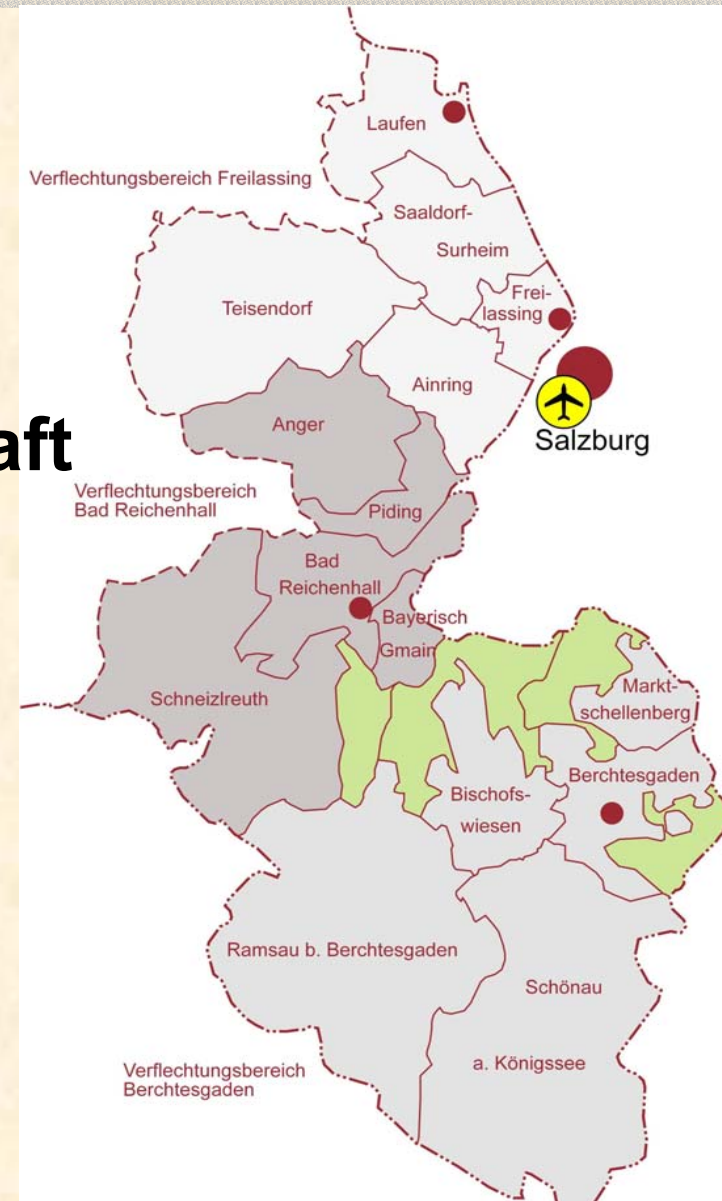 Laufen
Verflechtungsbereich Freilassing
Saaldorf-
Surheim
Frei-
lassing
Teisendorf
Ainring
Salzburg
Anger
aft
Verflechtungsbereich
Bad Reichenhall
Piding
Bad
Reichenhall
Bayerisch
Gmain
Schneizlreuth
Markt-
schellenberg
Berchtesgaden
Bischofs-
wiesen
Ramsau b. Berchtesgaden
Schönau
a. Königssee
Verflechtungsbereich
Berchtesgaden